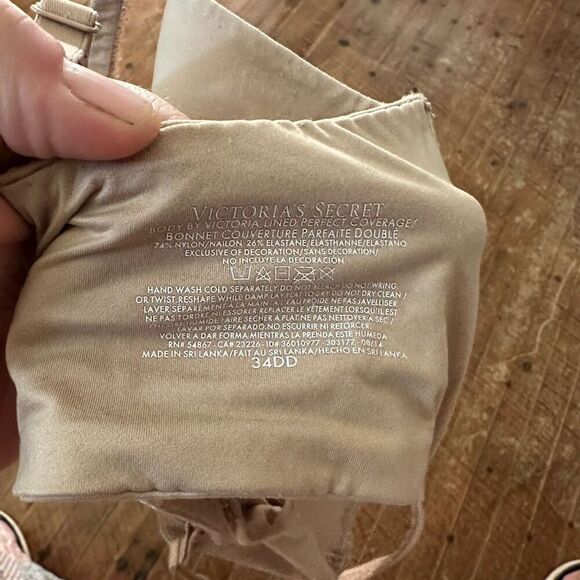 VICTORIA'S SECRET
BODY BY VICTORIA LINED PERFECT COVERAGE/
BONNET COUVERTURE PARFAITE DOUBLÉ
74% NYLON/NAILON, 26% ELASTANE/ÉLASTHANNE/ELASTANO
EXCLUSIVE OF DECORATION/SANS DÉCORATION/
NO INCLUYE LA DECORACIÓN
HAND WASH COLD SEPARATELY DO NOT BLEACH DO NOT WRING
OR TWIST RESHAPE WHILE DAMP LAY FLAT TO DRY DO NOT DRY CLEAN /
LAVER SÉPARÉMENT À LA MAIN À L'EAU FROIDE NE PAS JAVELLISER
NE PAS TORDRE NI ESSORER REPLACER LE VÊTEMENT LORSQU'IL EST
FAIRE SÉCHER À PLAT NE PAS NETTOYER À SEC /
LAVAR POR SEPARADO. NO ESCURRIR NI RETORCER.
VOLVER A DAR FORMA MIENTRAS LA PRENDA ESTÉ HÚMEDA
RN# 54867 - CA# 23226 - ID# 36010977 - 303177 - 08/14
MADE IN SRI LANKA/FAIT AU SRI LANKA/HECHO EN SRI LANKA
34DD